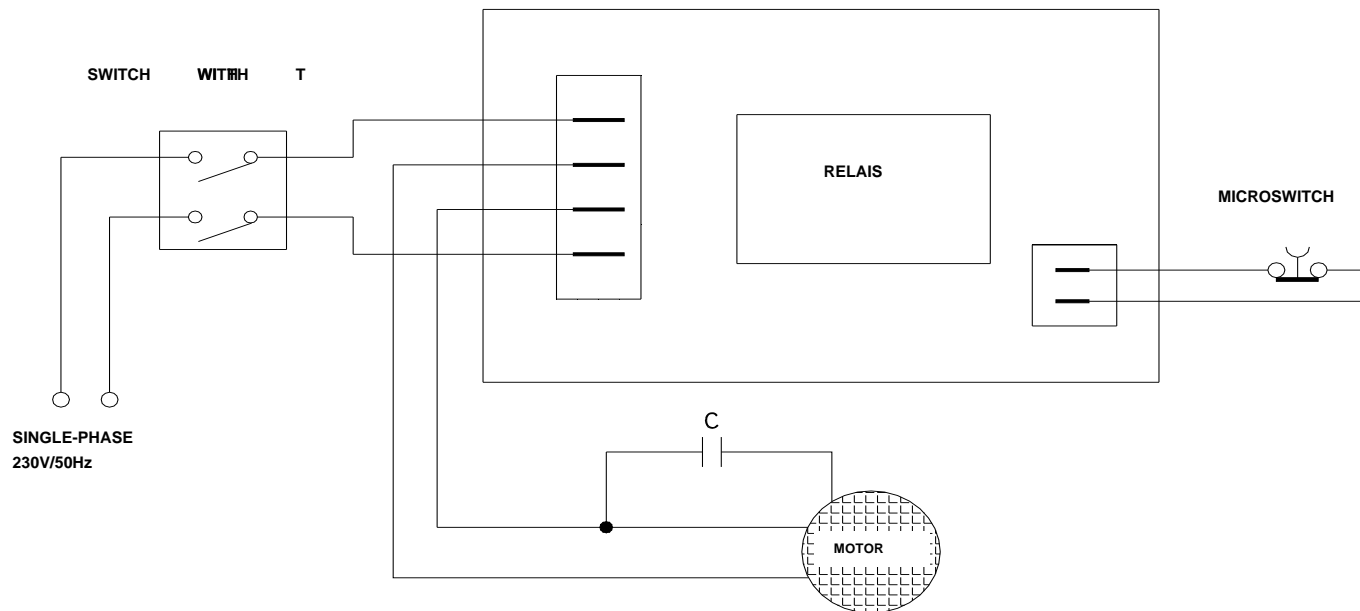 SWITCH T
RELAIS
MICROSWITCH
SINGLE-PHASE
230V/50Hz
C
MOTOR